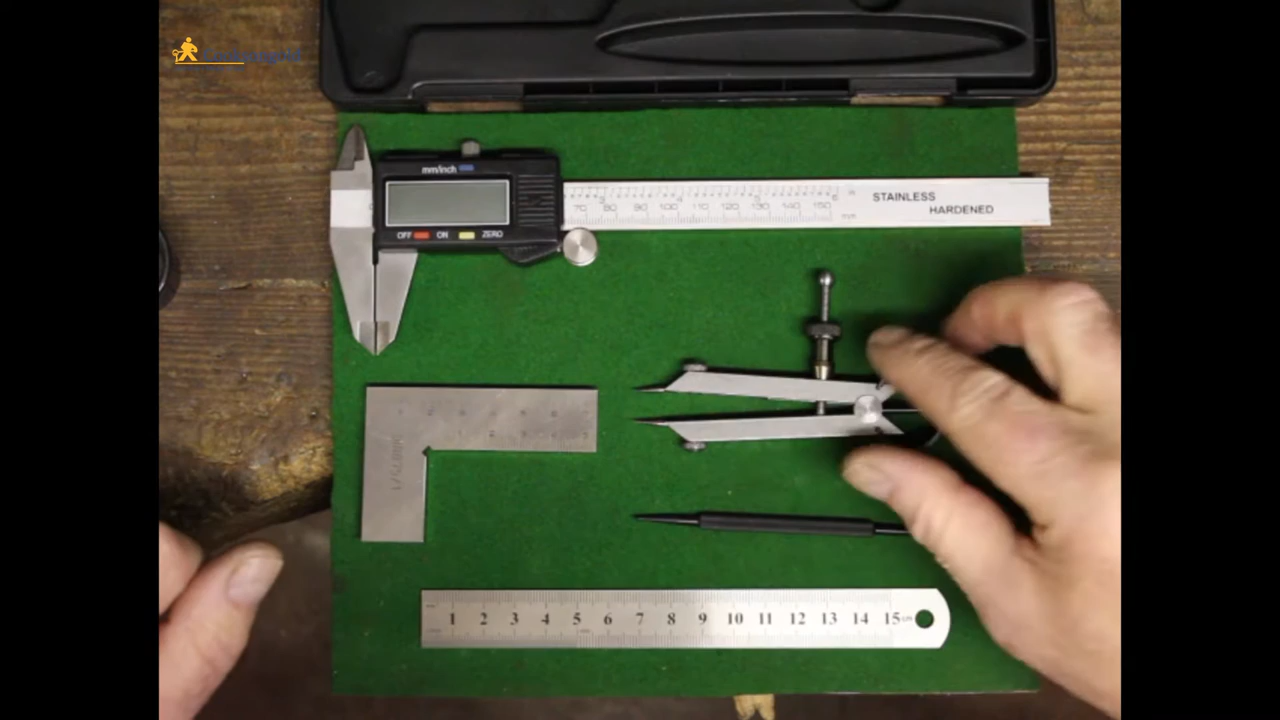 mm/inch
OFF ON ZERO
70 80 90 100 110 120 130 140 150
mm
STAINLESS
HARDENED
1 2 3 4 5 6 7 8 9 10 11 12 13 14 15